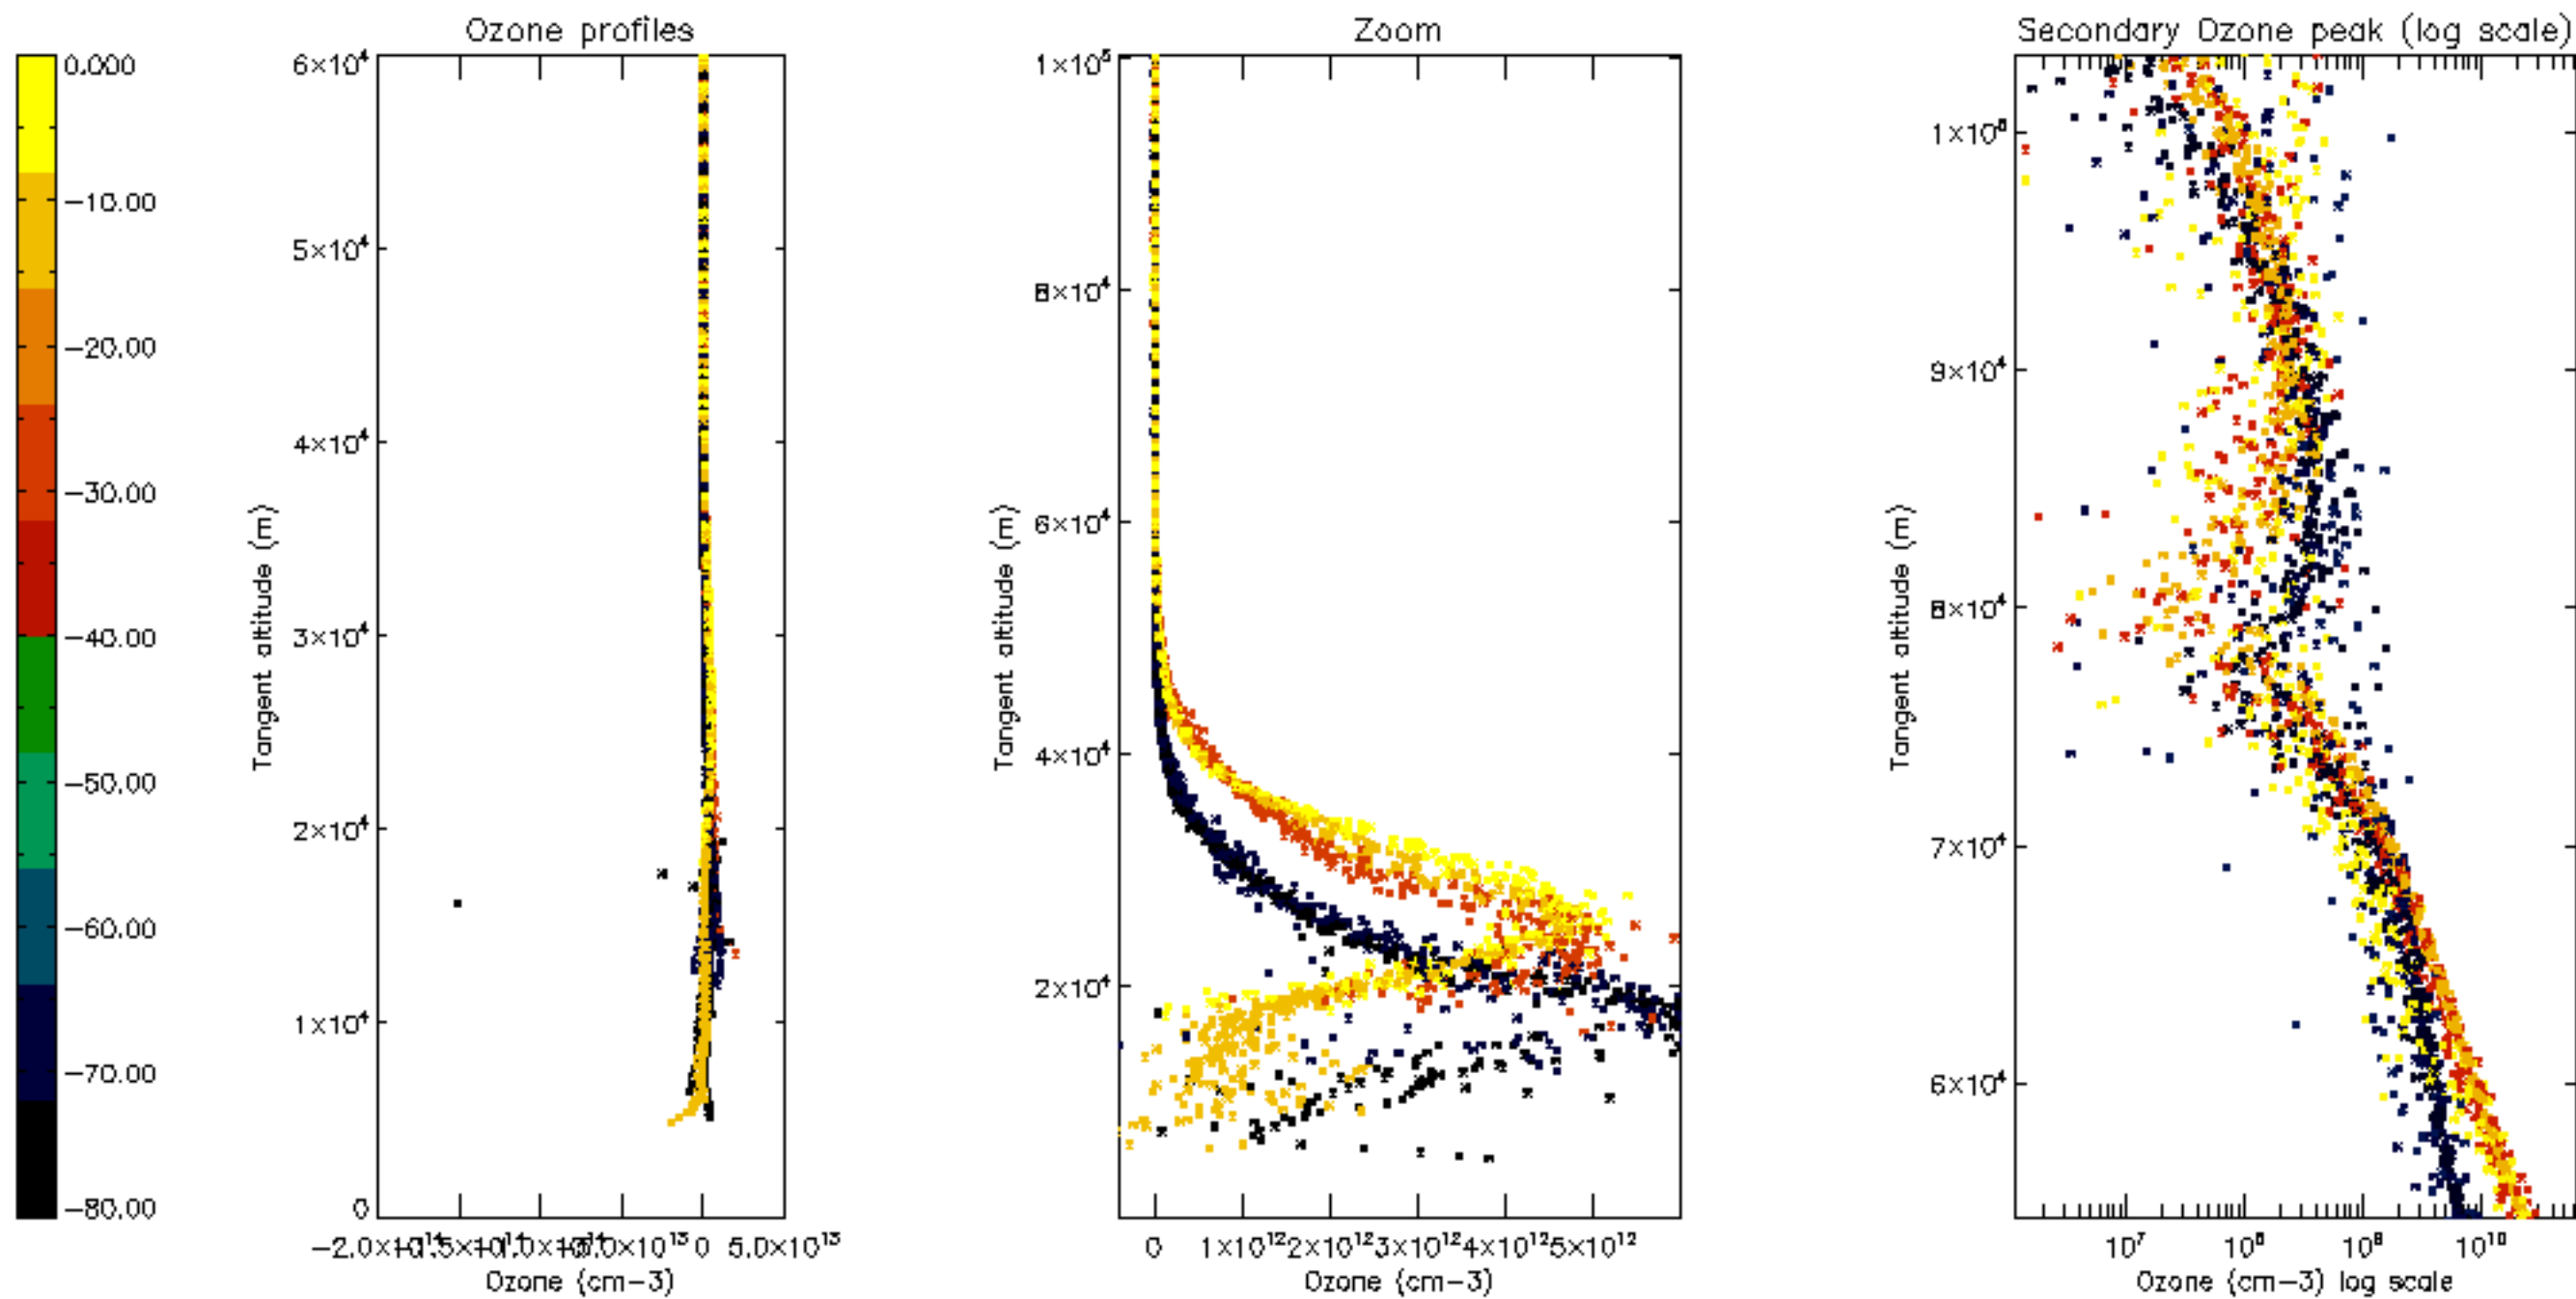 Ozone profiles
Zoom
Secondary Ozone peak (log scale)
0.000
-10.00
-20.00
-30.00
-40.00
-50.00
-60.00
-70.00
-80.00
6×10⁴
5×10⁴
4×10⁴
3×10⁴
2×10⁴
1×10⁴
0
Tangent altitude (m)
5.0×10¹³
0
Ozone (cm-3)
1×10⁵
8×10⁴
6×10⁴
4×10⁴
2×10⁴
Tangent altitude (m)
0 1×10¹² 2×10¹² 3×10¹² 4×10¹² 5×10¹²
Ozone (cm-3)
9×10⁴
8×10⁴
7×10⁴
6×10⁴
Tangent altitude (m)
10⁷ 10⁸ 10⁹ 10¹⁰
Ozone (cm-3) log scale